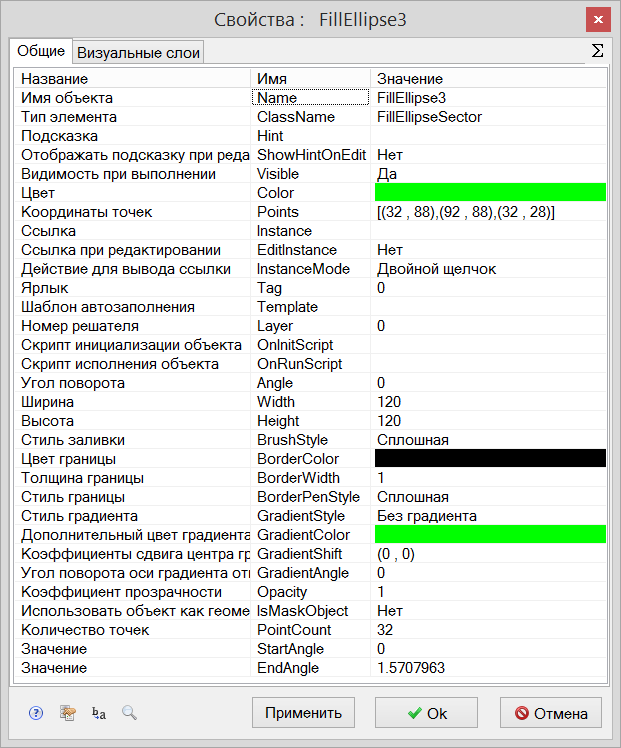 Свойства : FillEllipse3
Общие Визуальные слои Σ
Название Имя Значение
Имя объекта Name FillEllipse3
Тип элемента ClassName FillEllipseSector
Подсказка Hint
Отображать подсказку при реда ShowHintOnEdit Нет
Видимость при выполнении Visible Да
Цвет Color
Координаты точек Points [(32 , 88),(92 , 88),(32 , 28)]
Ссылка Instance
Ссылка при редактировании EditInstance Нет
Действие для вывода ссылки InstanceMode Двойной щелчок
Ярлык Tag 0
Шаблон автозаполнения Template
Номер решателя Layer 0
Скрипт инициализации объекта OnInitScript
Скрипт исполнения объекта OnRunScript
Угол поворота Angle 0
Ширина Width 120
Высота Height 120
Стиль заливки BrushStyle Сплошная
Цвет границы BorderColor
Толщина границы BorderWidth 1
Стиль границы BorderPenStyle Сплошная
Стиль градиента GradientStyle Без градиента
Дополнительный цвет градиента GradientColor
Коэффициенты сдвига центра гр GradientShift (0 , 0)
Угол поворота оси градиента отн GradientAngle 0
Коэффициент прозрачности Opacity 1
Использовать объект как геоме IsMaskObject Нет
Количество точек PointCount 32
Значение StartAngle 0
Значение EndAngle 1.5707963
? b a Применить Ok Отмена